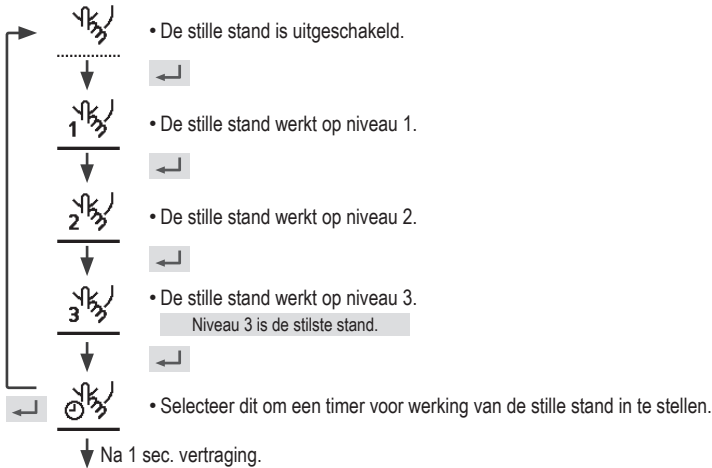 • De stille stand is uitgeschakeld.
1
• De stille stand werkt op niveau 1.
2
• De stille stand werkt op niveau 2.
3
• De stille stand werkt op niveau 3.
Niveau 3 is de stilste stand.
• Selecteer dit om een timer voor werking van de stille stand in te stellen.
Na 1 sec. vertraging.